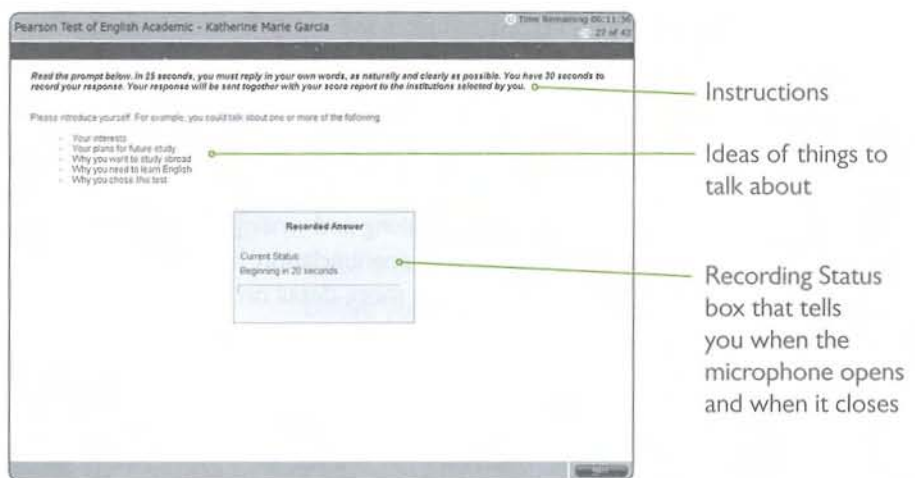 Pearson Test of English Academic - Katherine Marie Garcia
Time Remaining 00:11:36
27 of 42
Read the prompt below. In 25 seconds, you must reply in your own words, as naturally and clearly as possible. You have 30 seconds to
record your response. Your response will be sent together with your score report to the institutions selected by you.
Please introduce yourself. For example, you could talk about one or more of the following
- Your interests
- Your plans for future study
- Why you want to study abroad
- Why you need to learn English
- Why you chose this test
Recorded Answer
Current Status:
Beginning in 20 seconds
Instructions
Ideas of things to
talk about
Recording Status
box that tells
you when the
microphone opens
and when it closes